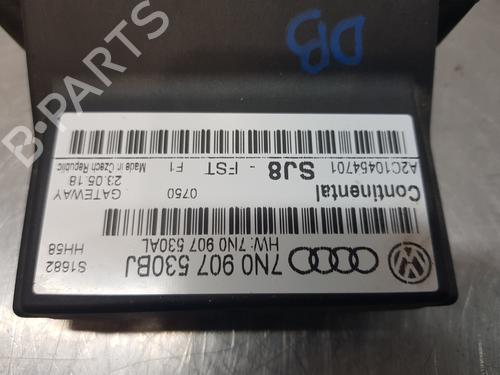 DB
B-PARTS
7N0 907 530BJ
HW: 7N0 907 530AL
S1682
HH58
Continental
0750
GATEWAY
23.05.18
A2C10454701
SJ8 - IFST F1
Made in Czech Republic